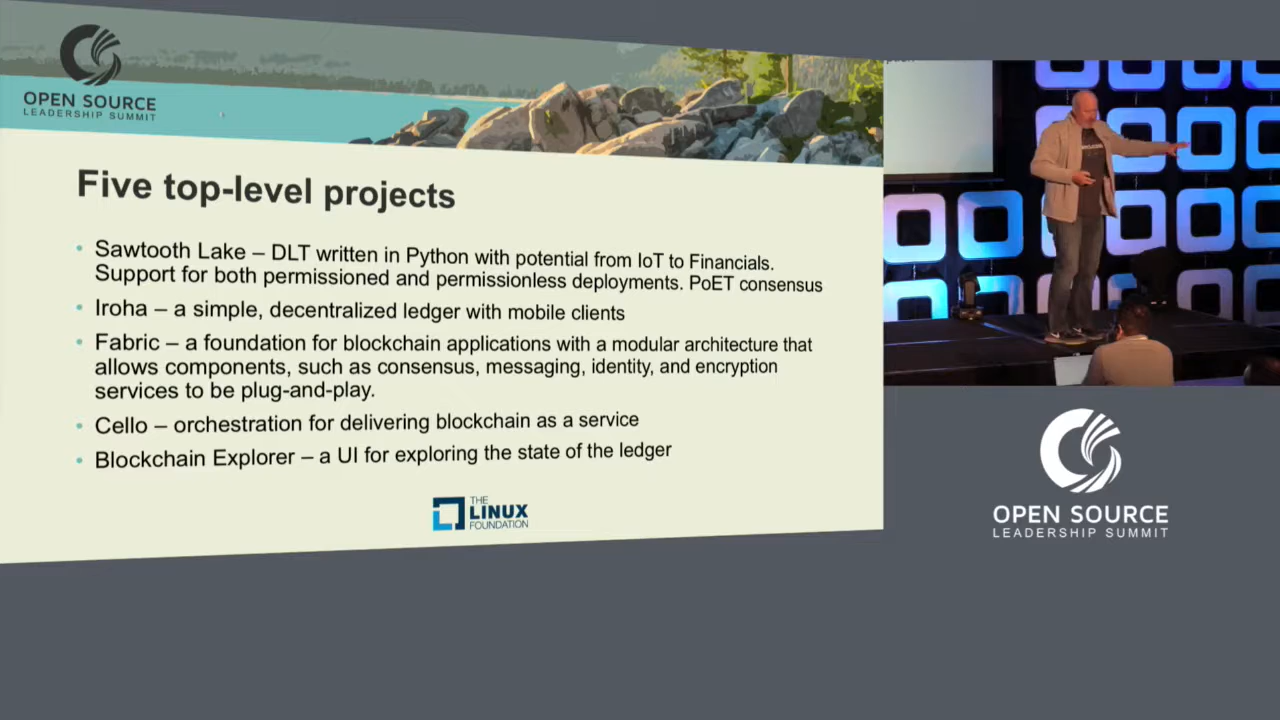 OPEN SOURCE
LEADERSHIP SUMMIT
Five top-level projects
• Sawtooth Lake – DLT written in Python with potential from IoT to Financials.
Support for both permissioned and permissionless deployments. PoET consensus
• Iroha – a simple, decentralized ledger with mobile clients
• Fabric – a foundation for blockchain applications with a modular architecture that
allows components, such as consensus, messaging, identity, and encryption
services to be plug-and-play.
• Cello – orchestration for delivering blockchain as a service
• Blockchain Explorer – a UI for exploring the state of the ledger
THE
LINUX
FOUNDATION
OPEN SOURCE
LEADERSHIP SUMMIT